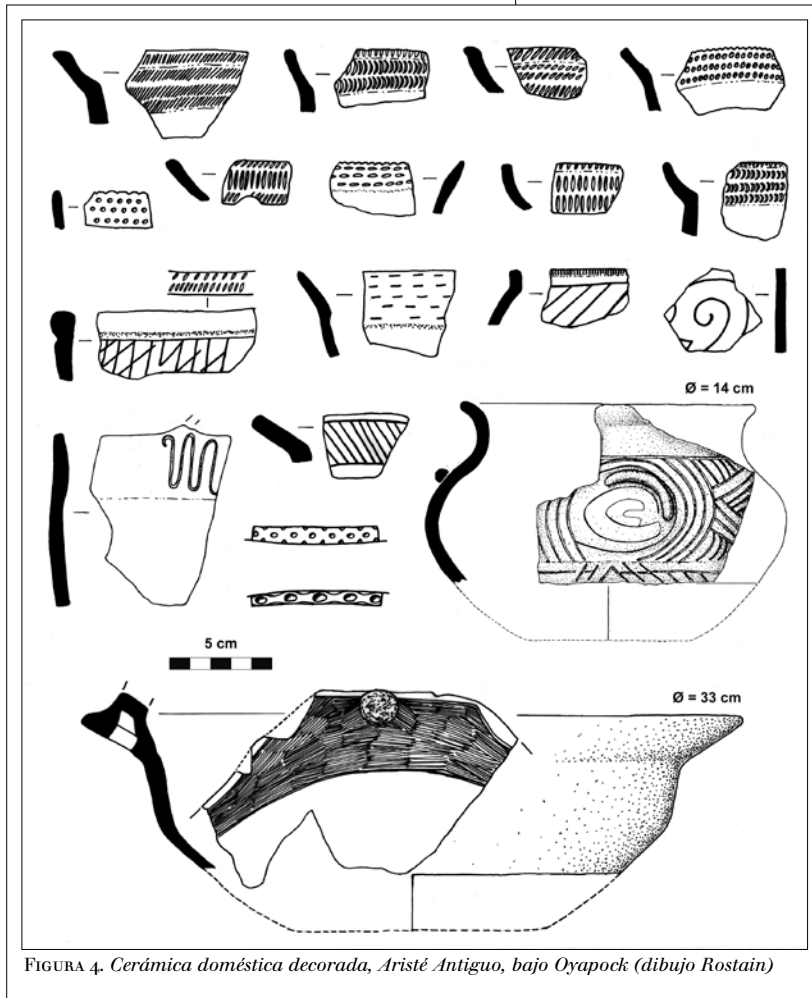 Ø = 14 cm
5 cm
Ø = 33 cm
FIGURA 4. Cerámica doméstica decorada, Aristé Antiguo, bajo Oyapock (dibujo Rostain)